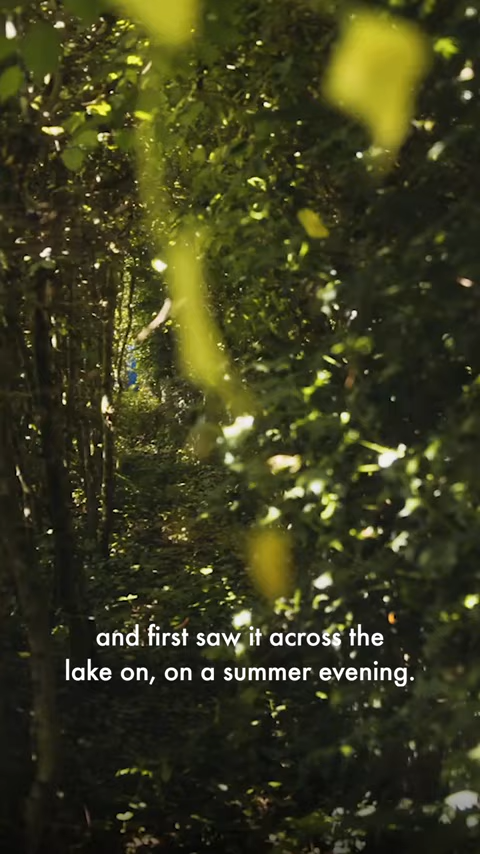 and first saw it across the
lake on, on a summer evening.